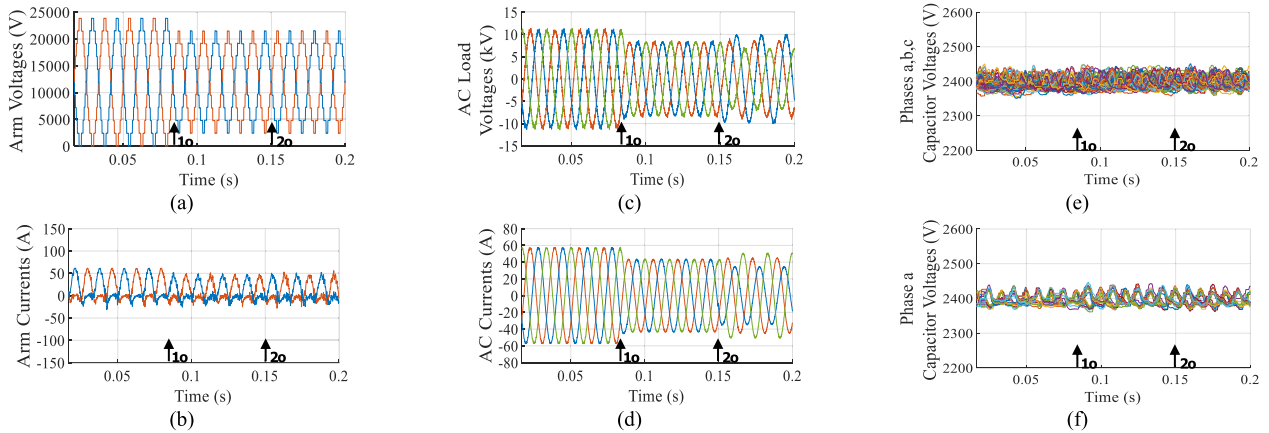 25000
20000
15000
10000
5000
0
Arm Voltages (V)
1o
2o
0.05
0.1
0.15
0.2
Time (s)
(a)
15
10
5
0
-5
-10
-15
AC Load
Voltages (kV)
1o
2o
0.05
0.1
0.15
0.2
Time (s)
(c)
2600
2500
2400
2300
2200
Phases a,b,c
Capacitor Voltages (V)
1o
2o
0.05
0.1
0.15
0.2
Time (s)
(e)
150
100
50
0
-50
-100
-150
Arm Currents (A)
1o
2o
0.05
0.1
0.15
0.2
Time (s)
(b)
80
60
40
20
0
-20
-40
-60
-80
AC Currents (A)
1o
2o
0.05
0.1
0.15
0.2
Time (s)
(d)
2600
2500
2400
2300
2200
Phase a
Capacitor Voltages (V)
1o
2o
0.05
0.1
0.15
0.2
Time (s)
(f)